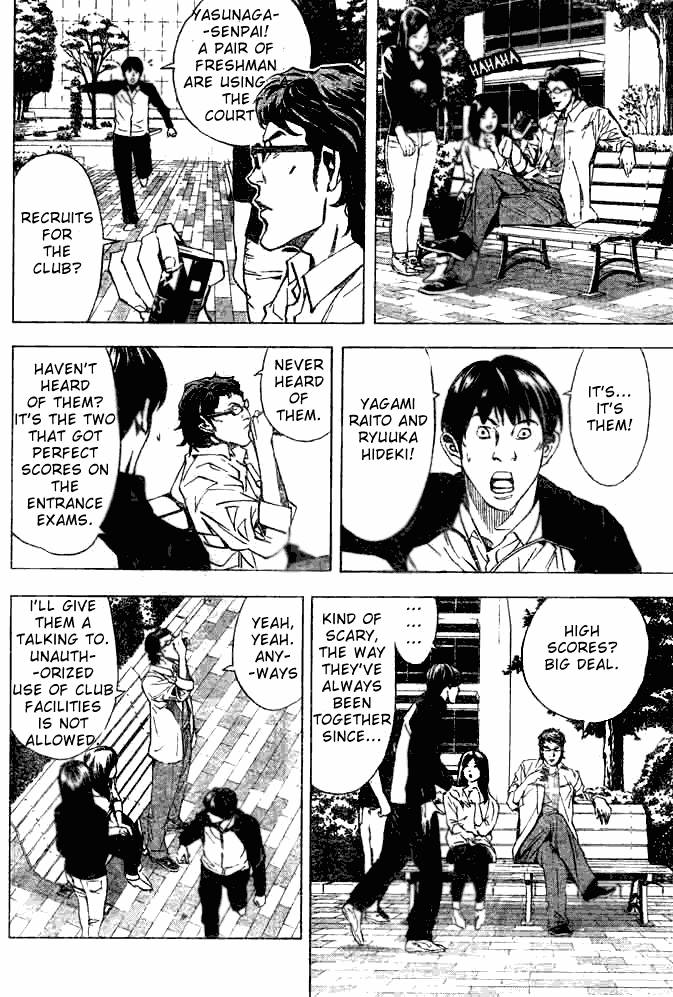 HAHAHA
YASUNAGA-
-SENPAI!
A PAIR OF
FRESHMAN
ARE USING
THE
COURT
RECRUITS
FOR
THE
CLUB?
IT'S...
IT'S
THEM!
YAGAMI
RAITO AND
RYUUKA
HIDEKI!
NEVER
HEARD
OF
THEM.
HAVEN'T
HEARD
OF THEM?
IT'S THE TWO
THAT GOT
PERFECT
SCORES ON
THE
ENTRANCE
EXAMS.
HIGH
SCORES?
BIG DEAL.
...
...
...
KIND OF
SCARY,
THE WAY
THEY'VE
ALWAYS
BEEN
TOGETHER
SINCE...
YEAH,
YEAH.
ANY-
-WAYS
I'LL GIVE
THEM A
TALKING TO.
UNAUTH-
-ORIZED
USE OF CLUB
FACILITIES
IS NOT
ALLOWED.